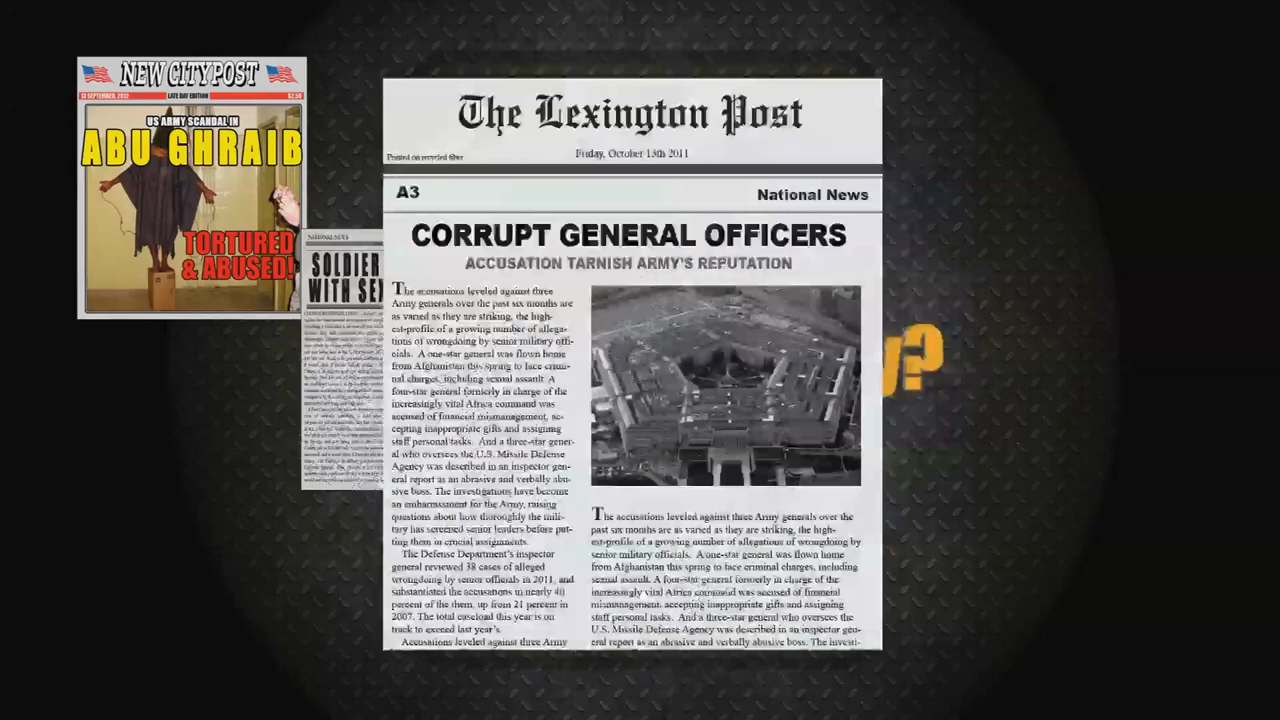 NEW CITY POST
13 SEPTEMBER, 2012 LATE DAY EDITION $2.50
US ARMY SCANDAL IN
ABU GHRAIB
TORTURED
& ABUSED!
NATIONAL NEWS
SOLDIER
WITH SEX
The Lexington Post
Friday, October 13th 2011
Printed on recycled fiber
A3 National News
CORRUPT GENERAL OFFICERS
ACCUSATION TARNISH ARMY'S REPUTATION
The accusations leveled against three
Army generals over the past six months are
as varied as they are striking, the high-
est-profile of a growing number of allega-
tions of wrongdoing by senior military offi-
cials. A one-star general was flown home
from Afghanistan this spring to face crimi-
nal charges, including sexual assault. A
four-star general formerly in charge of the
increasingly vital Africa command was
accused of financial mismanagement, ac-
cepting inappropriate gifts and assigning
staff personal tasks. And a three-star gener-
al who oversees the U.S. Missile Defense
Agency was described in an inspector gen-
eral report as an abrasive and verbally abu-
sive boss. The investigations have become
an embarrassment for the Army, raising
questions about how thoroughly the mili-
tary has screened senior leaders before put-
ting them in crucial assignments.
The Defense Department's inspector
general reviewed 38 cases of alleged
wrongdoing by senior officials in 2011, and
substantiated the accusations in nearly 40
percent of the them, up from 21 percent in
2007. The total caseload this year is on
track to exceed last year's.
Accusations leveled against three Army
The accusations leveled against three Army generals over the
past six months are as varied as they are striking, the high-
est-profile of a growing number of allegations of wrongdoing by
senior military officials. A one-star general was flown home
from Afghanistan this spring to face criminal charges, including
sexual assault. A four-star general formerly in charge of the
increasingly vital Africa command was accused of financial
mismanagement, accepting inappropriate gifts and assigning
staff personal tasks. And a three-star general who oversees the
U.S. Missile Defense Agency was described in an inspector gen-
eral report as an abrasive and verbally abusive boss. The investi-
y?